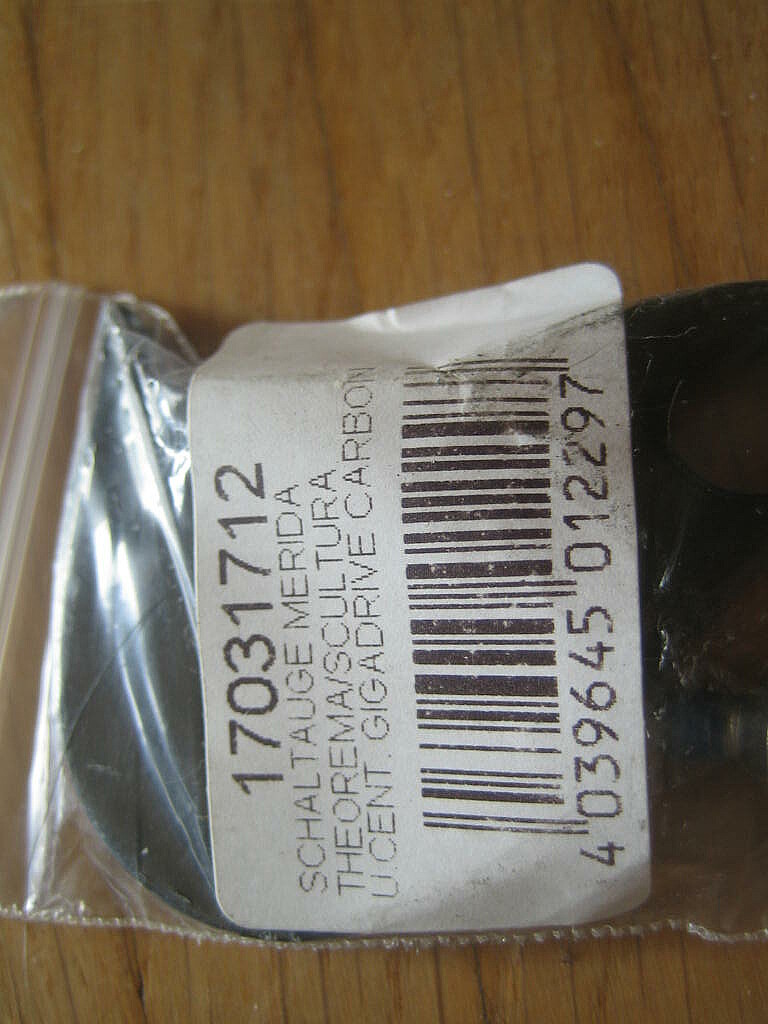 17031712
SCHALTAUGE MERIDA
THEOREMA/SCULTURA
U.CENT. GIGADRIVE CARBON
4 039645 012297